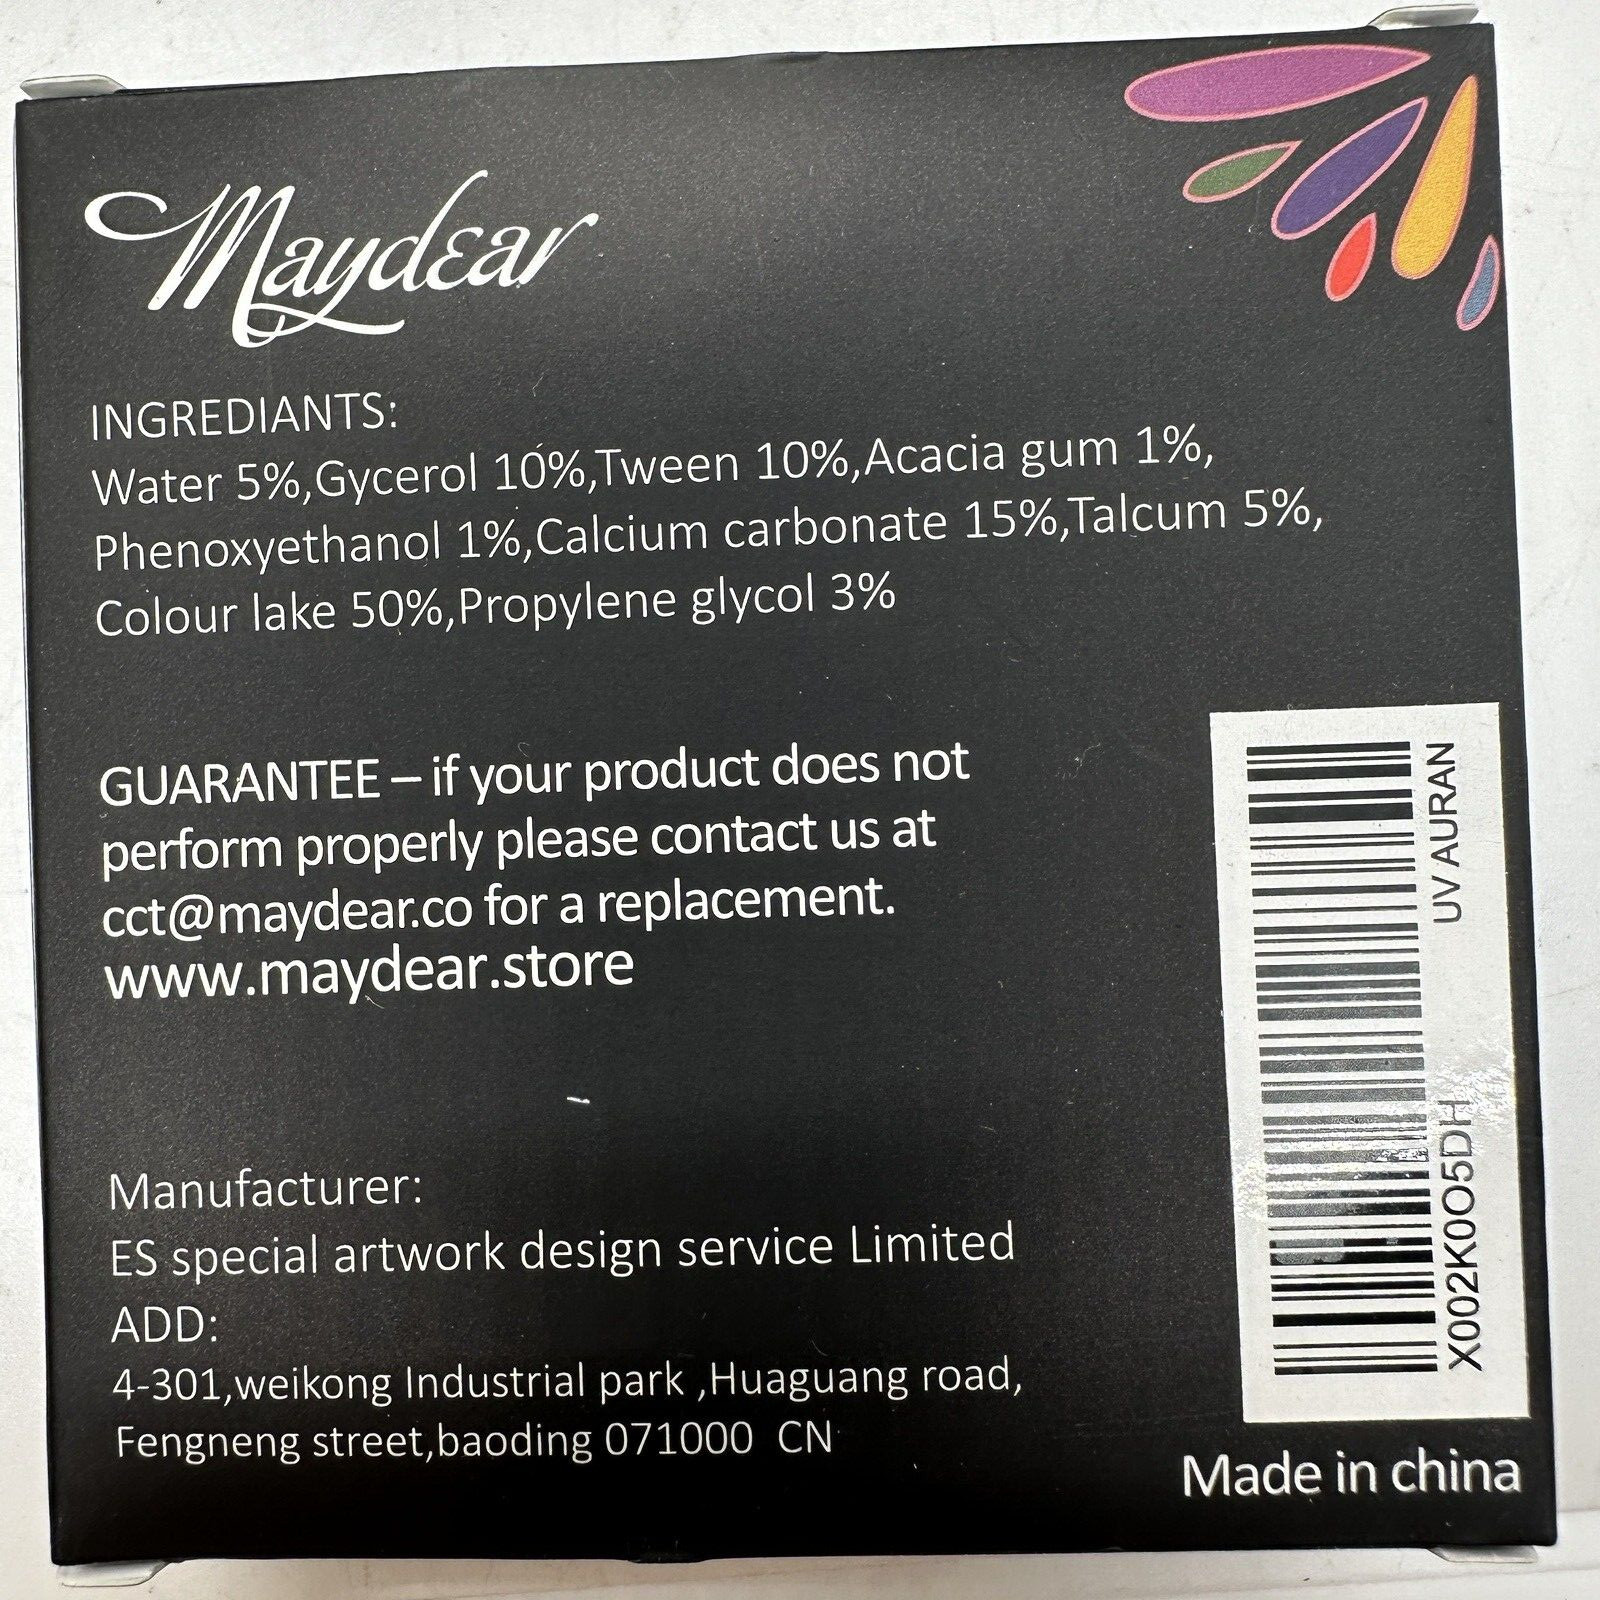 Maydear
INGREDIANTS:
Water 5%,Gycerol 10%,Tween 10%,Acacia gum 1%,
Phenoxyethanol 1%,Calcium carbonate 15%,Talcum 5%,
Colour lake 50%,Propylene glycol 3%
GUARANTEE – if your product does not
perform properly please contact us at
cct@maydear.co for a replacement.
www.maydear.store
Manufacturer:
ES special artwork design service Limited
ADD:
4-301,weikong Industrial park ,Huaguang road,
Fengneng street,baoding 071000 CN
X002K0O5DH
UV AURAN
Made in china